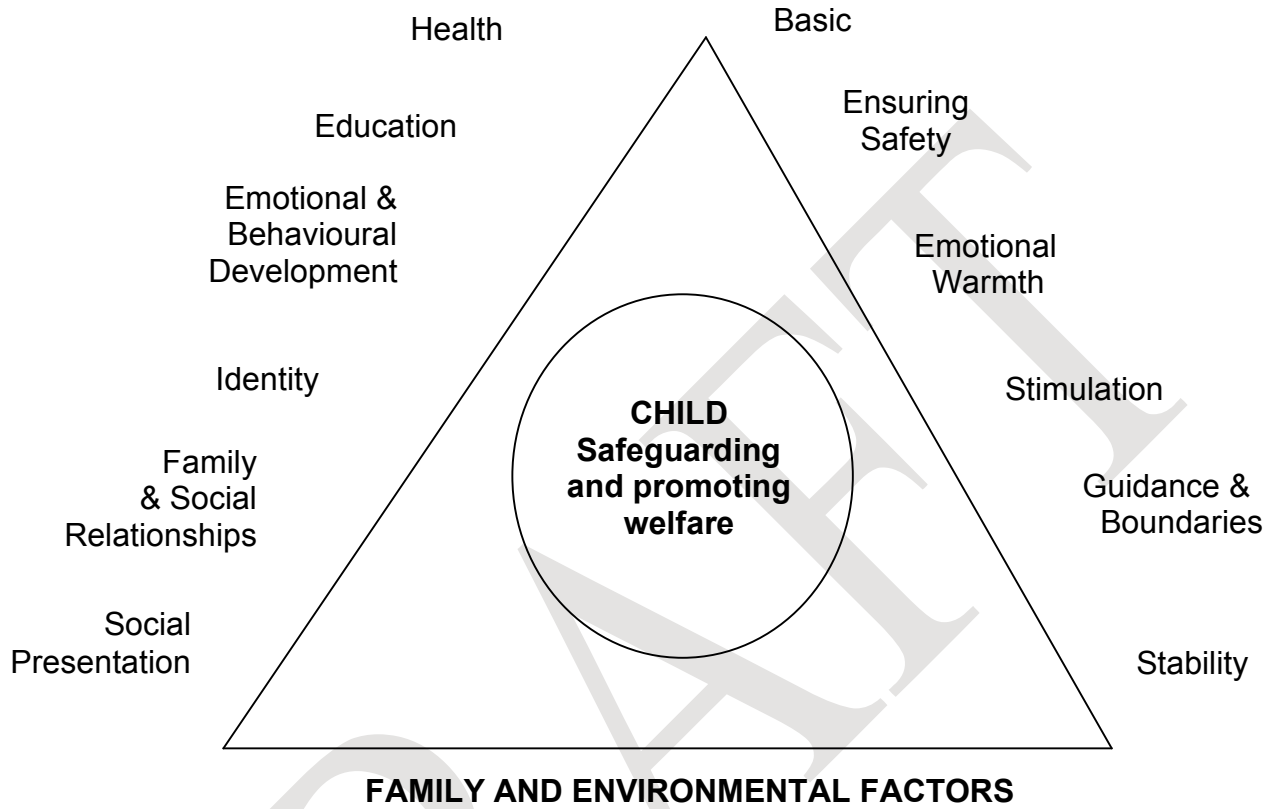 Health
Education
Emotional &
Behavioural
Development
Identity
Family
& Social
Relationships
Social
Presentation
Basic
Ensuring
Safety
Emotional
Warmth
Stimulation
Guidance &
Boundaries
Stability
CHILD
Safeguarding
and promoting
welfare
FAMILY AND ENVIRONMENTAL FACTORS
DRAFT